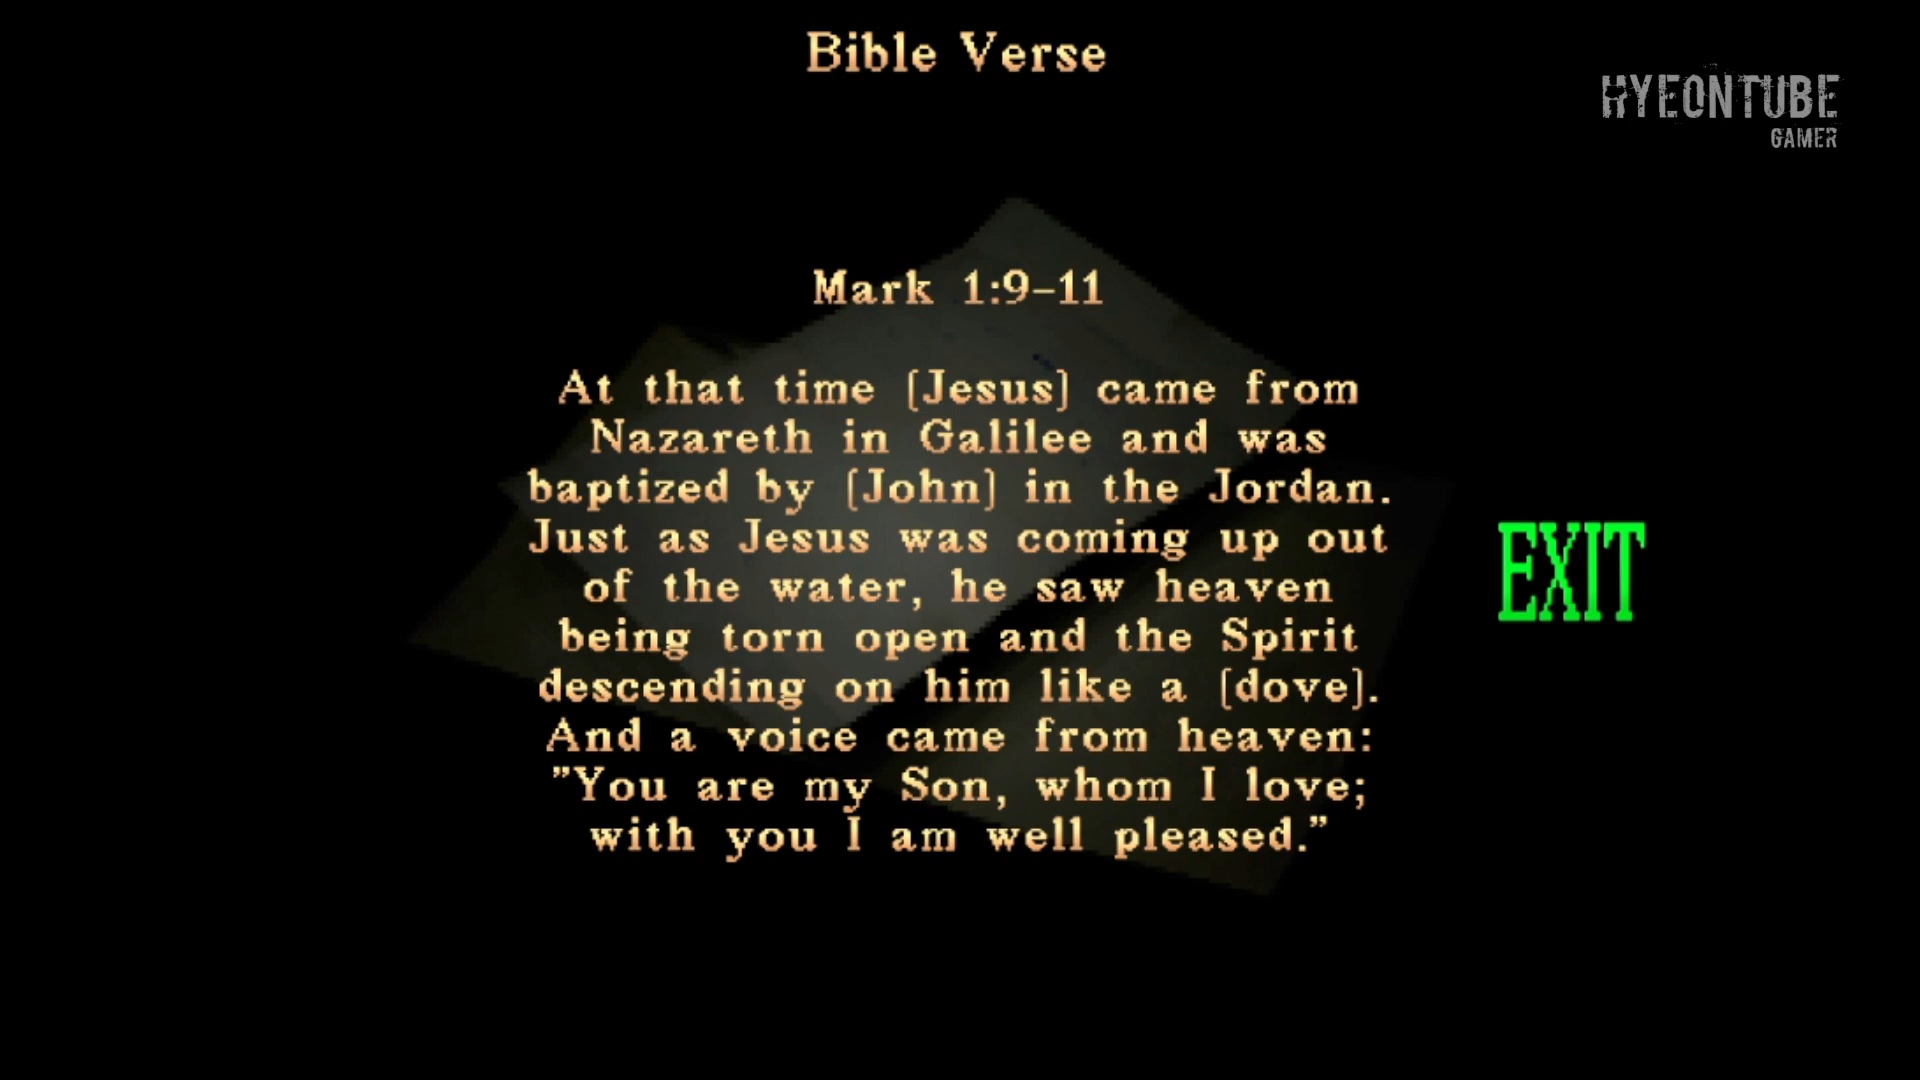 Bible Verse
HYEONTUBE
GAMER
Mark 1:9-11
At that time [Jesus] came from
Nazareth in Galilee and was
baptized by [John] in the Jordan.
Just as Jesus was coming up out
of the water, he saw heaven
being torn open and the Spirit
descending on him like a [dove].
And a voice came from heaven:
"You are my Son, whom I love;
with you I am well pleased."
EXIT